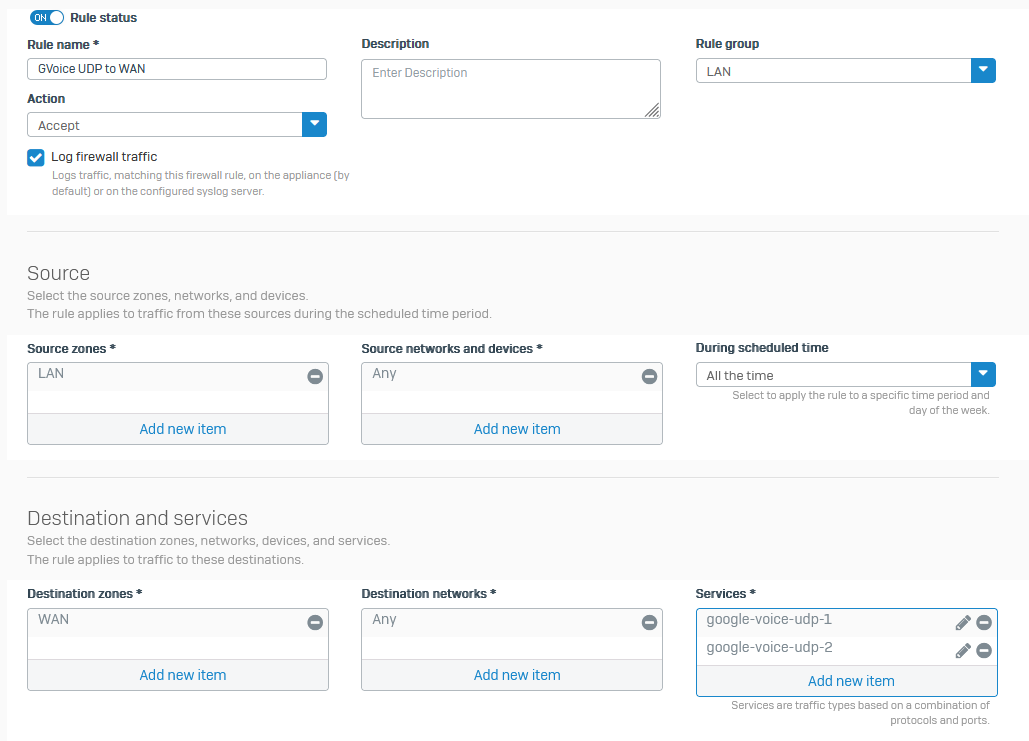 ON Rule status
Rule name *
GVoice UDP to WAN
Description
Enter Description
Rule group
LAN
Action
Accept
Log firewall traffic
Logs traffic, matching this firewall rule, on the appliance (by
default) or on the configured syslog server.
Source
Select the source zones, networks, and devices.
The rule applies to traffic from these sources during the scheduled time period.
Source zones *
LAN
Add new item
Source networks and devices *
Any
Add new item
During scheduled time
All the time
Select to apply the rule to a specific time period and
day of the week.
Destination and services
Select the destination zones, networks, devices, and services.
The rule applies to traffic to these destinations.
Destination zones *
WAN
Add new item
Destination networks *
Any
Add new item
Services *
google-voice-udp-1
google-voice-udp-2
Add new item
Services are traffic types based on a combination of
protocols and ports.